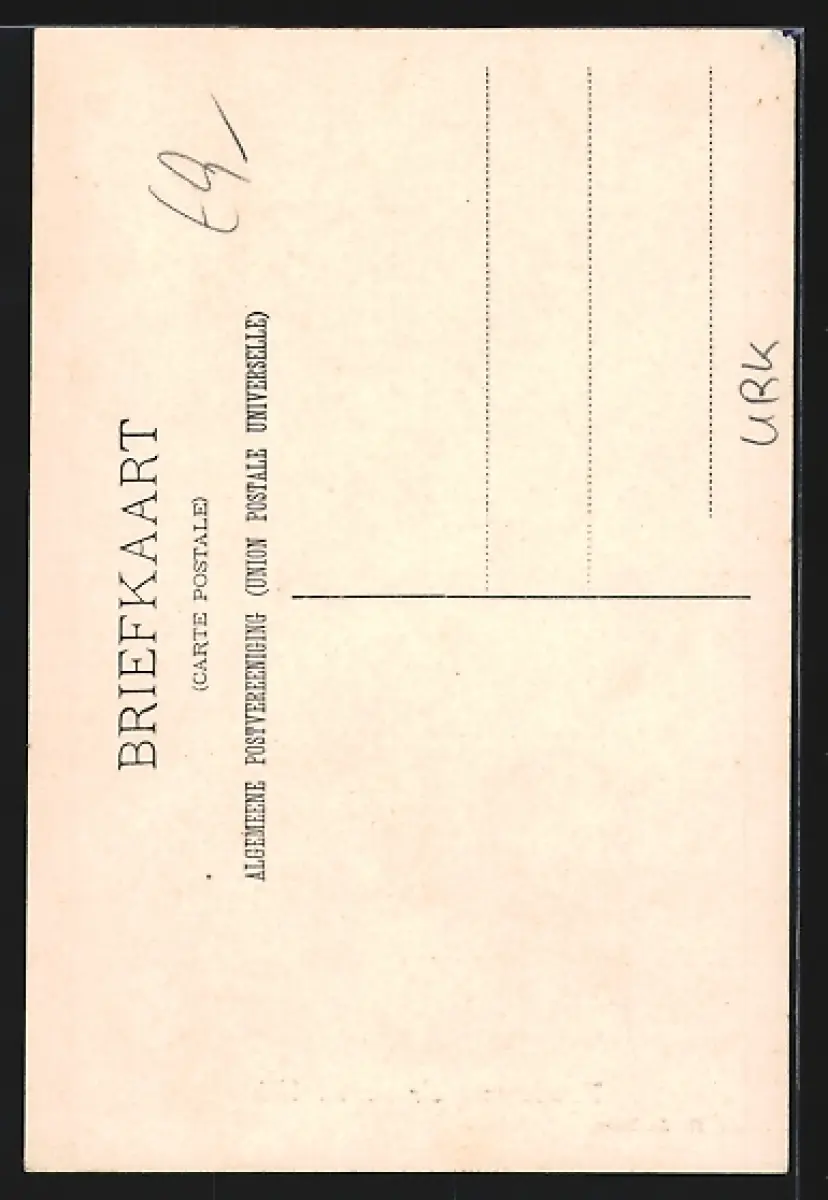 BRIEFKAART
(CARTE POSTALE)
ALGEMEENE POSTVEREENIGING (UNION POSTALE UNIVERSELLE)
URK